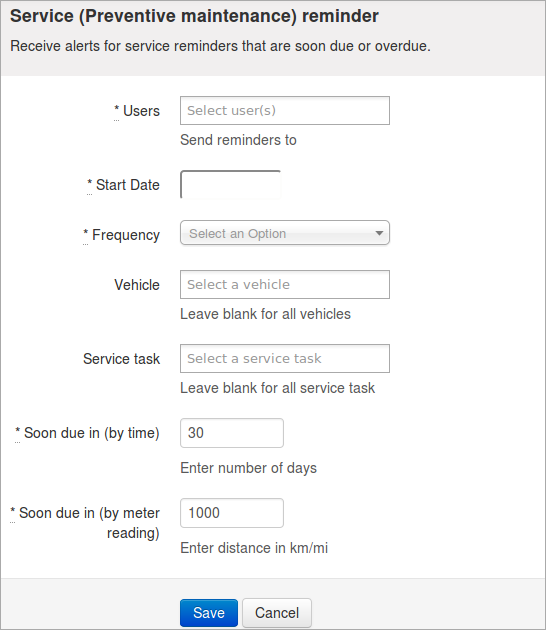 Service (Preventive maintenance) reminder
Receive alerts for service reminders that are soon due or overdue.
* Users
Select user(s)
Send reminders to
* Start Date
* Frequency
Select an Option
Vehicle
Select a vehicle
Leave blank for all vehicles
Service task
Select a service task
Leave blank for all service task
* Soon due in (by time)
30
Enter number of days
* Soon due in (by meter
reading)
1000
Enter distance in km/mi
Save
Cancel